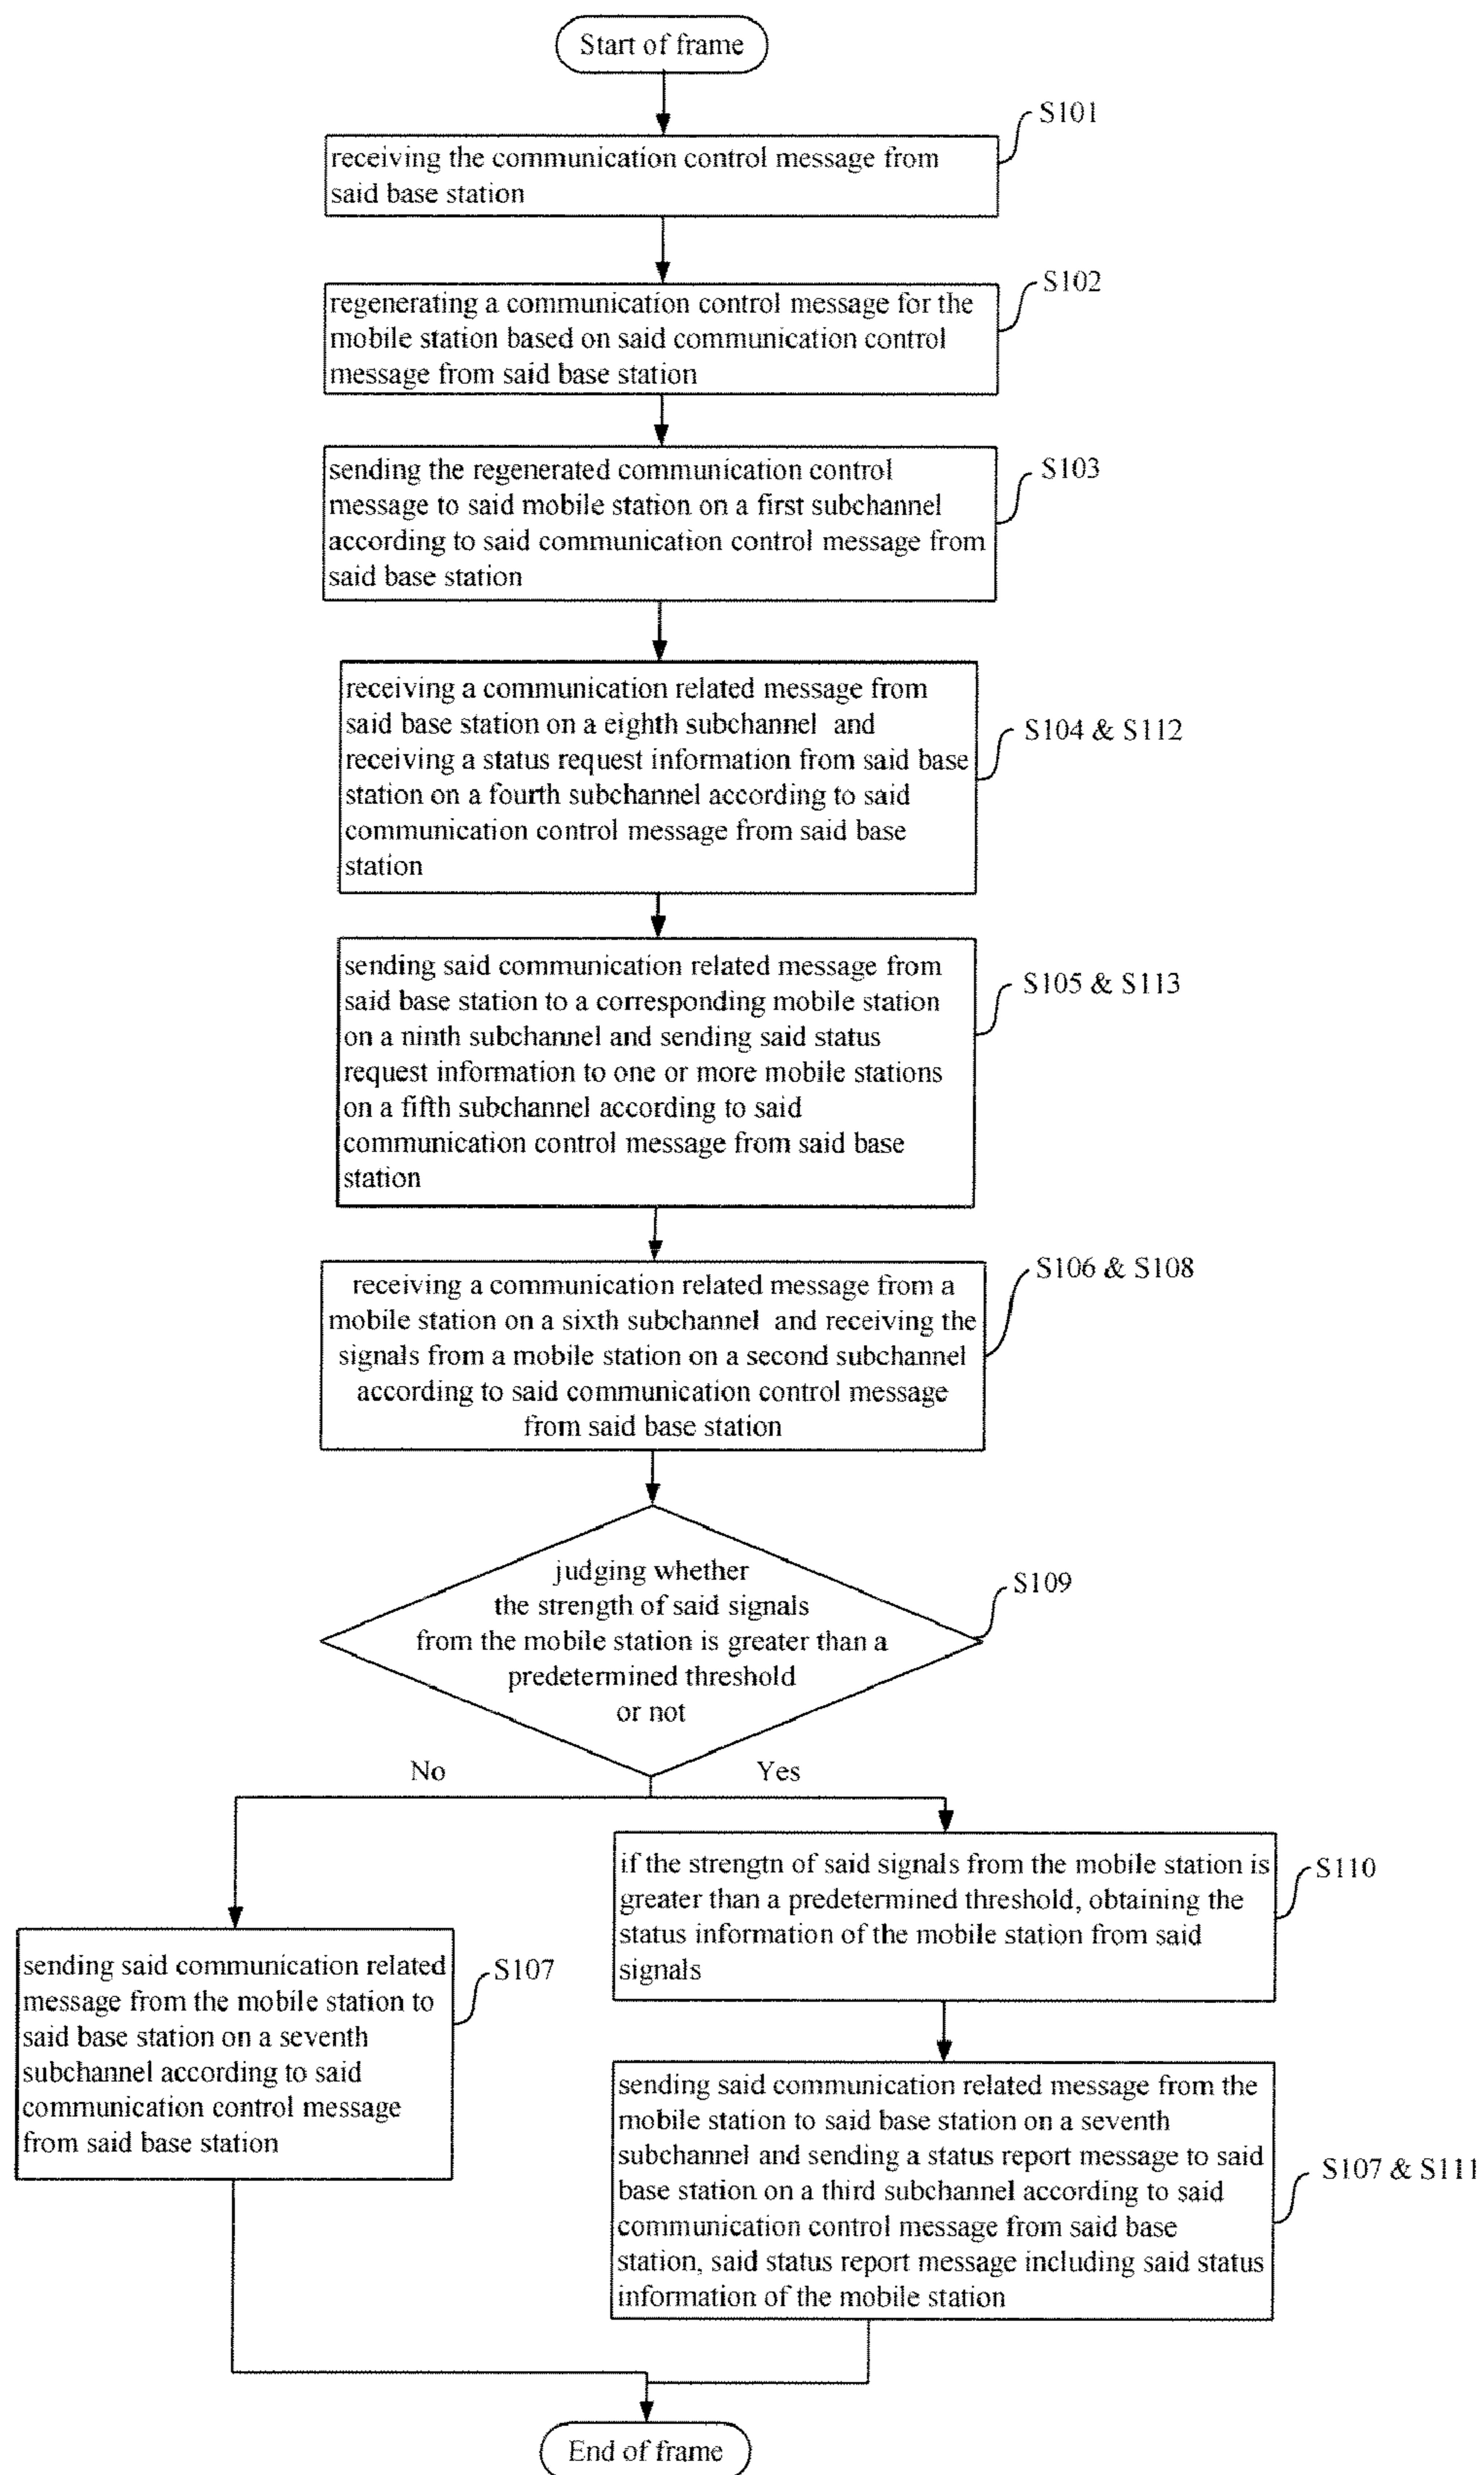 Start of frame
S101
receiving the communication control message from
said base station
S102
regenerating a communication control message for the
mobile station based on said communication control
message from said base station
S103
sending the regenerated communication control
message to said mobile station on a first subchannel
according to said communication control message from
said base station
receiving a communication related message from
said base station on a eighth subchannel and
receiving a status request information from said base
station on a fourth subchannel according to said
communication control message from said base
station
S104 & S112
sending said communication related message from
said base station to a corresponding mobile station
on a ninth subchannel and sending said status
request information to one or more mobile stations
on a fifth subchannel according to said
communication control message from said base
station
S105 & S113
S106 & S108
receiving a communication related message from a
mobile station on a sixth subchannel and receiving the
signals from a mobile station on a second subchannel
according to said communication control message
from said base station
judging whether
the strength of said signals
from the mobile station is greater than a
predetermined threshold
or not
S109
No
Yes
if the strengtn of said signals from the mobile station is
greater than a predetermined threshold, obtaining the
status information of the mobile station from said
signals
S110
sending said communication related
message from the mobile station to
said base station on a seventh
subchannel according to said
communication control message
from said base station
S107
sending said communication related message from the
mobile station to said base station on a seventh
subchannel and sending a status report message to said
base station on a third subchannel according to said
communication control message from said base
station, said status report message including said status
information of the mobile station
S107 & S111
End of frame